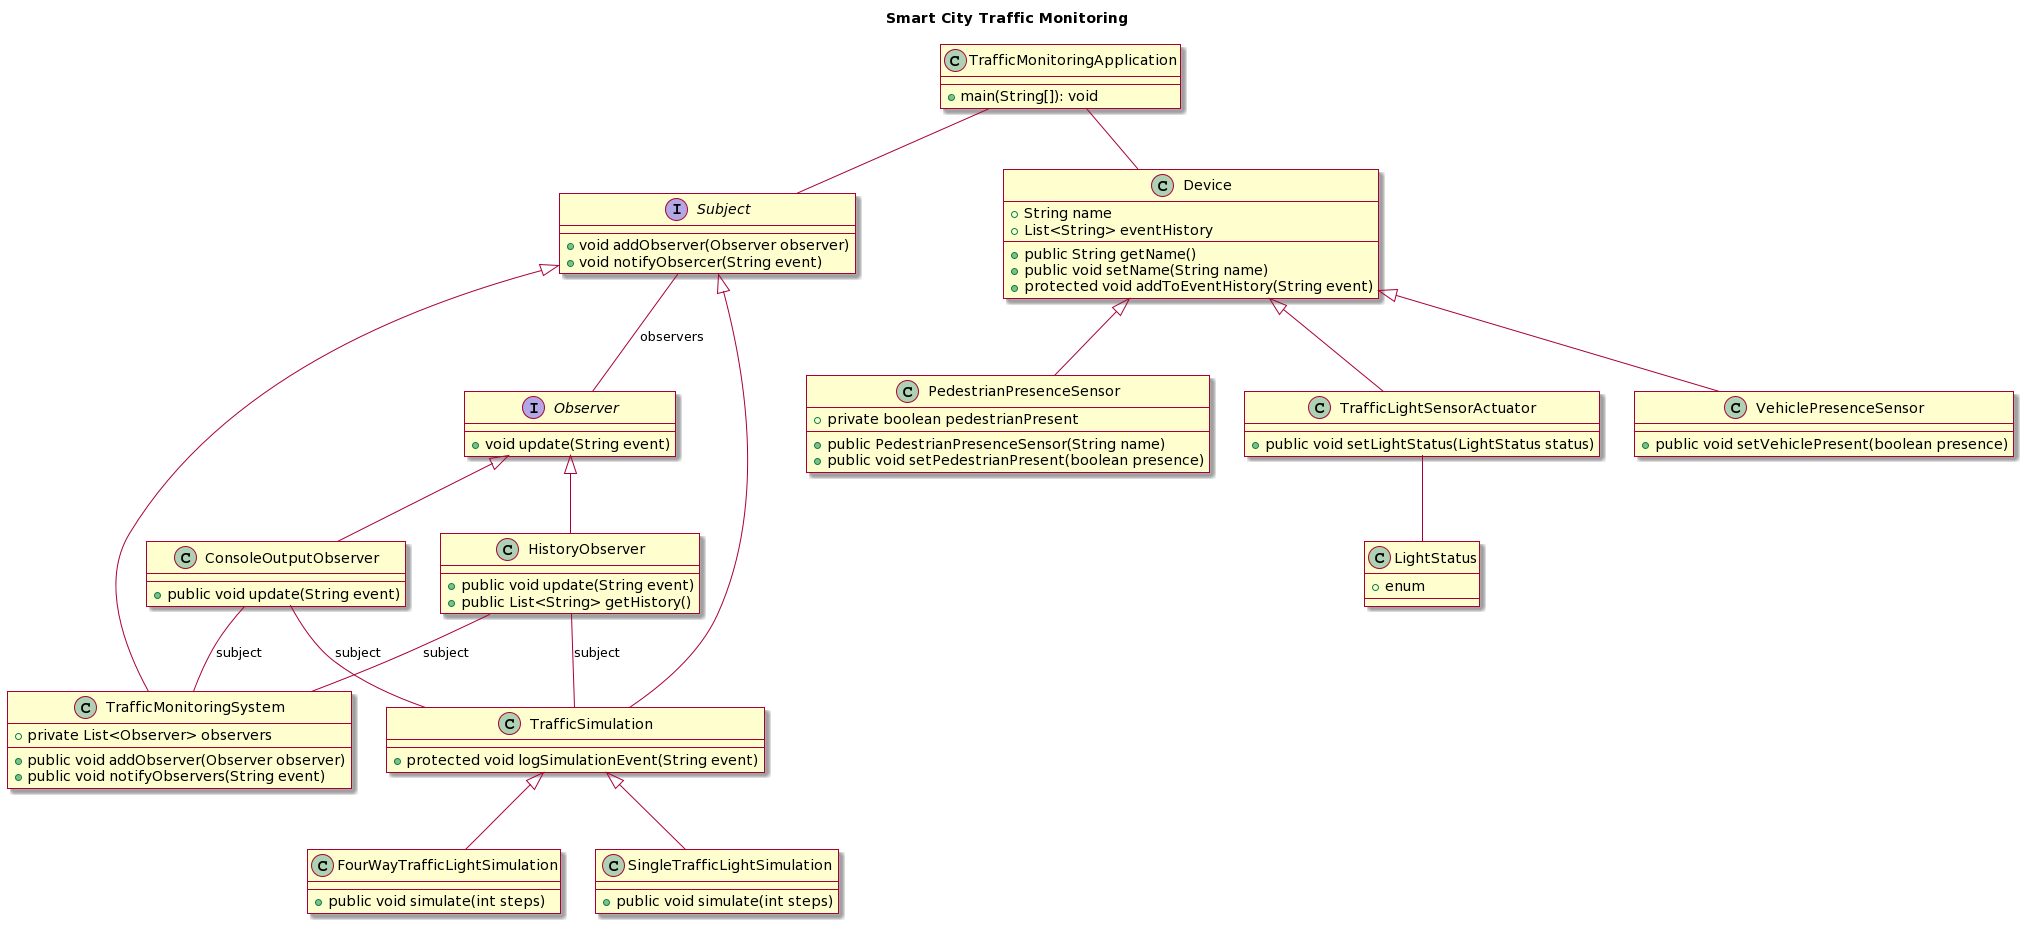 Smart City Traffic Monitoring
C TrafficMonitoringApplication
main(String[]): void
I Subject
void addObserver(Observer observer)
void notifyObsercer(String event)
C Device
String name
List<String> eventHistory
public String getName()
public void setName(String name)
protected void addToEventHistory(String event)
observers
I Observer
void update(String event)
C PedestrianPresenceSensor
private boolean pedestrianPresent
public PedestrianPresenceSensor(String name)
public void setPedestrianPresent(boolean presence)
C TrafficLightSensorActuator
public void setLightStatus(LightStatus status)
C VehiclePresenceSensor
public void setVehiclePresent(boolean presence)
C ConsoleOutputObserver
public void update(String event)
C HistoryObserver
public void update(String event)
public List<String> getHistory()
C LightStatus
enum
subject
subject
subject
subject
C TrafficMonitoringSystem
private List<Observer> observers
public void addObserver(Observer observer)
public void notifyObservers(String event)
C TrafficSimulation
protected void logSimulationEvent(String event)
C FourWayTrafficLightSimulation
public void simulate(int steps)
C SingleTrafficLightSimulation
public void simulate(int steps)